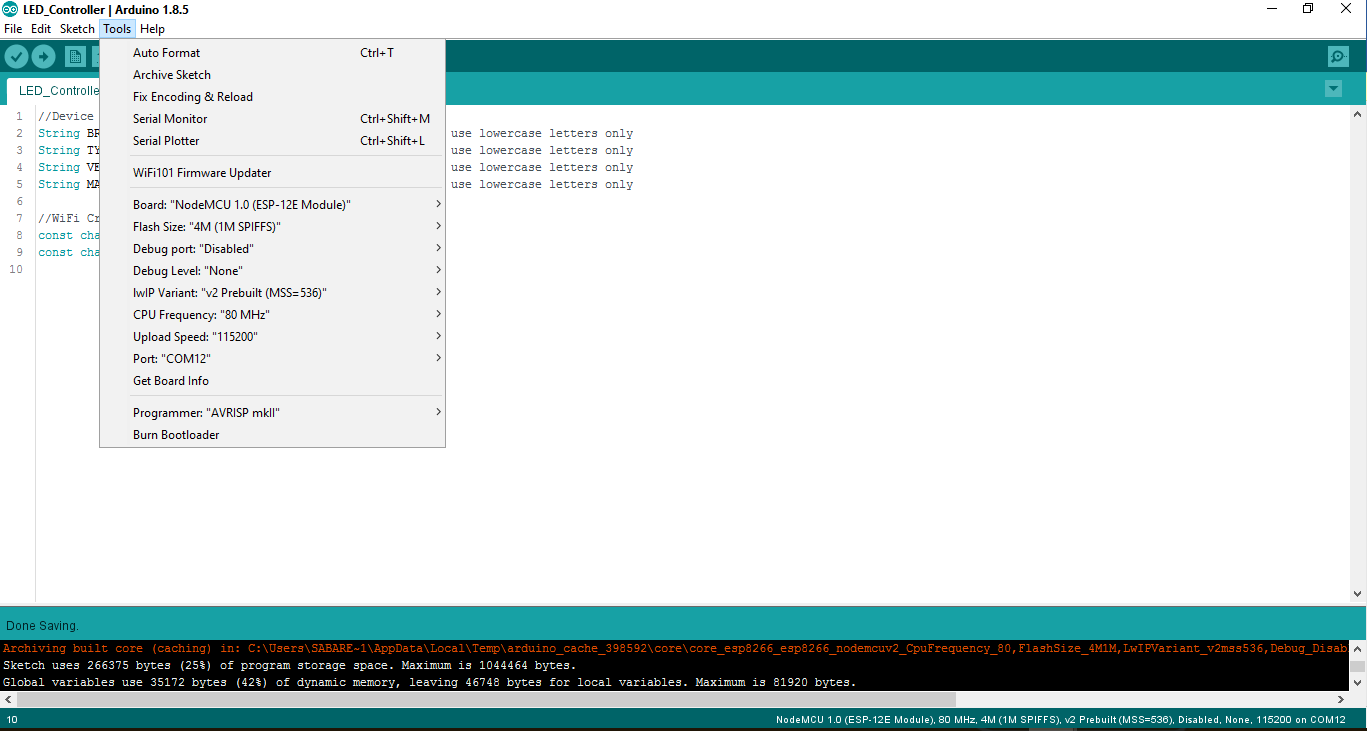 LED_Controller | Arduino 1.8.5
File Edit Sketch Tools Help
LED_Controlle
Auto Format Ctrl+T
Archive Sketch
Fix Encoding & Reload
Serial Monitor Ctrl+Shift+M
Serial Plotter Ctrl+Shift+L
WiFi101 Firmware Updater
Board: "NodeMCU 1.0 (ESP-12E Module)"
Flash Size: "4M (1M SPIFFS)"
Debug port: "Disabled"
Debug Level: "None"
lwIP Variant: "v2 Prebuilt (MSS=536)"
CPU Frequency: "80 MHz"
Upload Speed: "115200"
Port: "COM12"
Get Board Info
Programmer: "AVRISP mkII"
Burn Bootloader
1 //Device
2 String BR use lowercase letters only
3 String TY use lowercase letters only
4 String VE use lowercase letters only
5 String MA use lowercase letters only
6
7 //WiFi Cr
8 const cha
9 const cha
10
Done Saving.
Archiving built core (caching) in: C:\Users\SABARE~1\AppData\Local\Temp\arduino_cache_398592\core\core_esp8266_esp8266_nodemcuv2_CpuFrequency_80,FlashSize_4M1M,LwIPVariant_v2mss536,Debug_Disab
Sketch uses 266375 bytes (25%) of program storage space. Maximum is 1044464 bytes.
Global variables use 35172 bytes (42%) of dynamic memory, leaving 46748 bytes for local variables. Maximum is 81920 bytes.
10 NodeMCU 1.0 (ESP-12E Module), 80 MHz, 4M (1M SPIFFS), v2 Prebuilt (MSS=536), Disabled, None, 115200 on COM12